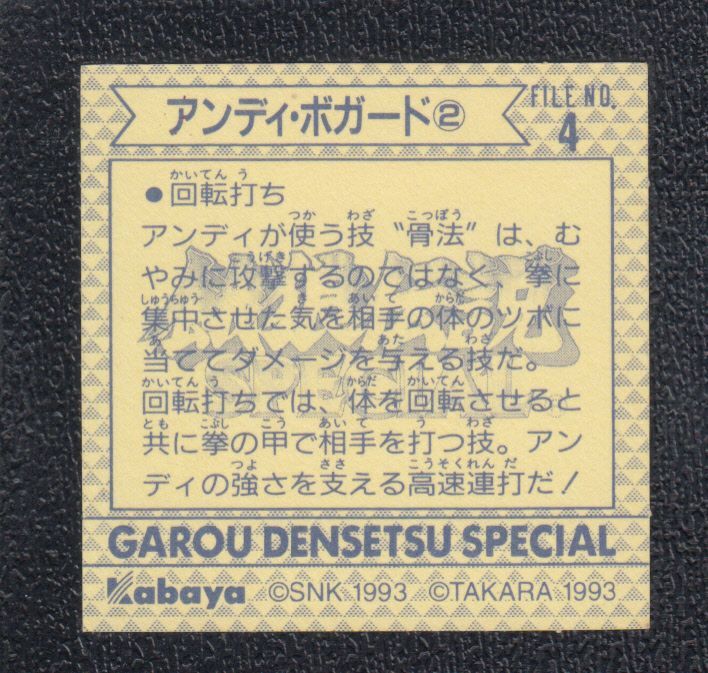 アンディ・ボガード②
FILE NO.
4
●回転打ち
アンディが使う技〝骨法〟は、む
やみに攻撃するのではなく、拳に
集中させた気を相手の体のツボに
当ててダメージを与える技だ。
回転打ちでは、体を回転させると
共に拳の甲で相手を打つ技。アン
ディの強さを支える高速連打だ!
GAROU DENSETSU SPECIAL
Kabaya ©SNK 1993 ©TAKARA 1993